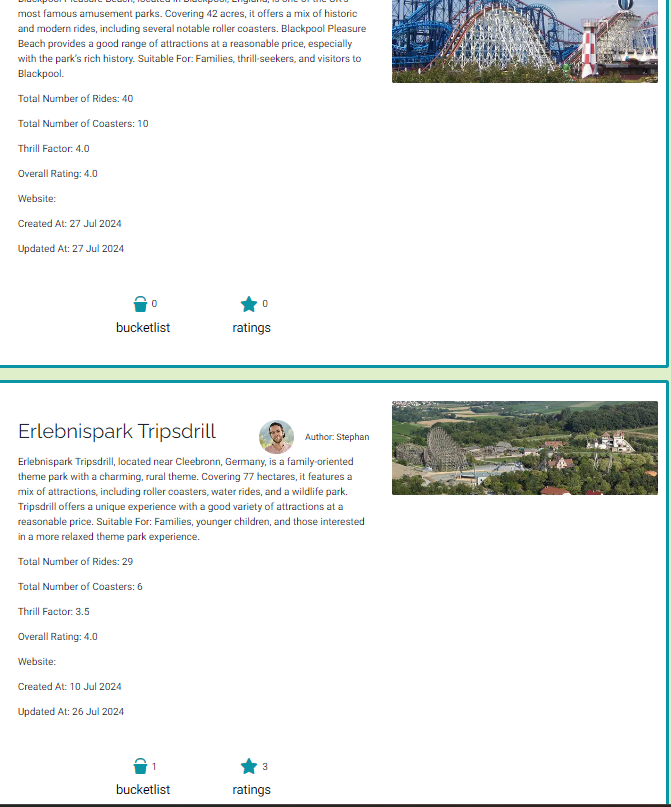 most famous amusement parks. Covering 42 acres, it offers a mix of historic
and modern rides, including several notable roller coasters. Blackpool Pleasure
Beach provides a good range of attractions at a reasonable price, especially
with the park's rich history. Suitable For: Families, thrill-seekers, and visitors to
Blackpool.
Total Number of Rides: 40
Total Number of Coasters: 10
Thrill Factor: 4.0
Overall Rating: 4.0
Website:
Created At: 27 Jul 2024
Updated At: 27 Jul 2024
0
0
bucketlist
ratings
Erlebnispark Tripsdrill
Author: Stephan
Erlebnispark Tripsdrill, located near Cleebronn, Germany, is a family-oriented
theme park with a charming, rural theme. Covering 77 hectares, it features a
mix of attractions, including roller coasters, water rides, and a wildlife park.
Tripsdrill offers a unique experience with a good variety of attractions at a
reasonable price. Suitable For: Families, younger children, and those interested
in a more relaxed theme park experience.
Total Number of Rides: 29
Total Number of Coasters: 6
Thrill Factor: 3.5
Overall Rating: 4.0
Website:
Created At: 10 Jul 2024
Updated At: 26 Jul 2024
1
3
bucketlist
ratings